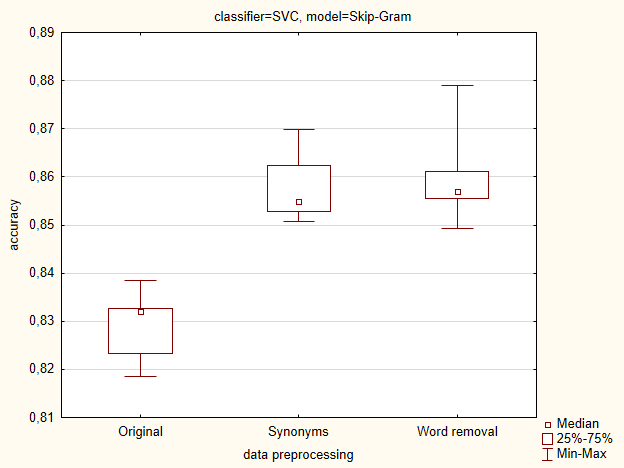 classifier=SVC, model=Skip-Gram
0,89
0,88
0,87
0,86
0,85
0,84
0,83
0,82
0,81
accuracy
Original Synonyms Word removal
data preprocessing
Median
25%-75%
Min-Max